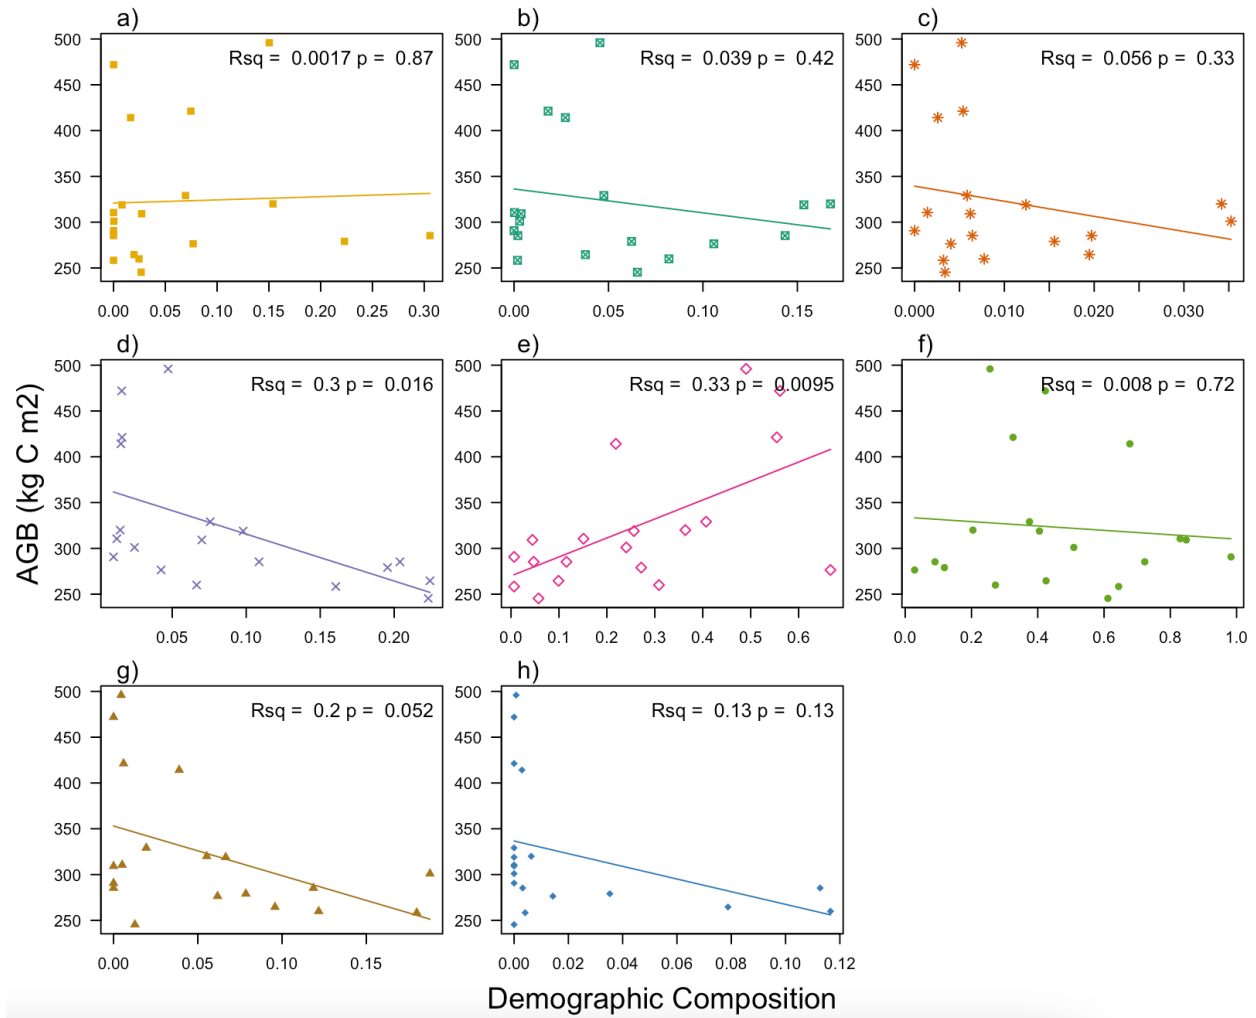 a)
Rsq = 0.0017 p = 0.87
500
450
400
350
300
250
0.00 0.05 0.10 0.15 0.20 0.25 0.30
b)
Rsq = 0.039 p = 0.42
500
450
400
350
300
250
0.00 0.05 0.10 0.15
c)
Rsq = 0.056 p = 0.33
500
450
400
350
300
250
0.000 0.010 0.020 0.030
d)
Rsq = 0.3 p = 0.016
500
450
400
350
300
250
0.05 0.10 0.15 0.20
e)
Rsq = 0.33 p = 0.0095
500
450
400
350
300
250
0.0 0.1 0.2 0.3 0.4 0.5 0.6
f)
Rsq = 0.008 p = 0.72
500
450
400
350
300
250
0.0 0.2 0.4 0.6 0.8 1.0
g)
Rsq = 0.2 p = 0.052
500
450
400
350
300
250
0.00 0.05 0.10 0.15
h)
Rsq = 0.13 p = 0.13
500
450
400
350
300
250
0.00 0.02 0.04 0.06 0.08 0.10 0.12
AGB (kg C m2)
Demographic Composition